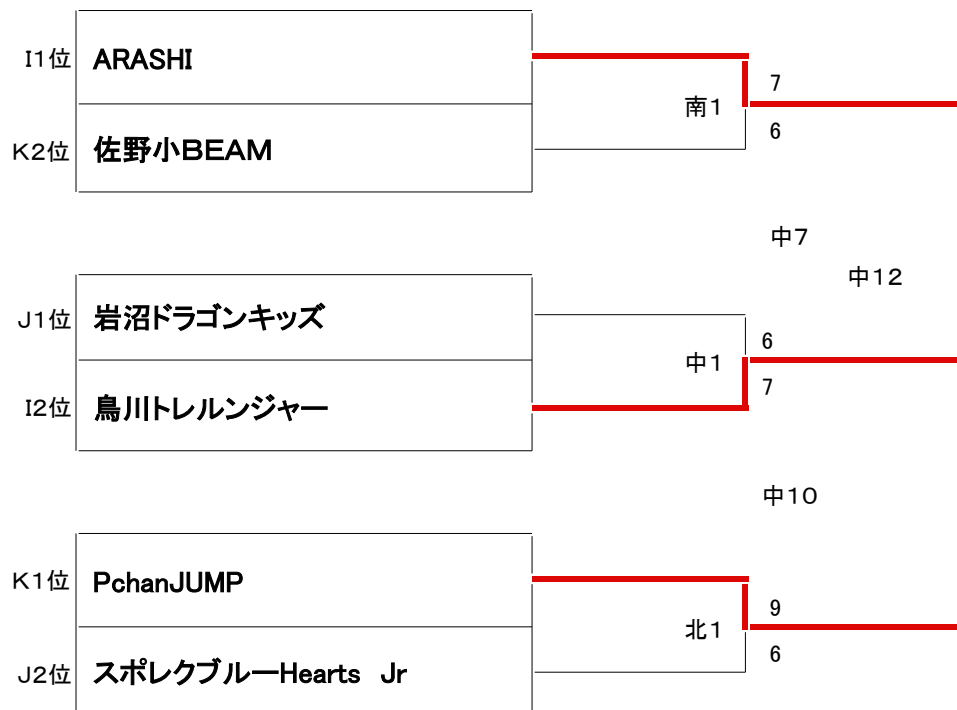 I1位 ARASHI
7
南1
6
K2位 佐野小BEAM
中7
中12
J1位 岩沼ドラゴンキッズ
6
中1
7
I2位 鳥川トレルンジャー
中10
K1位 PchanJUMP
9
北1
6
J2位 スポレクブルーHearts Jr